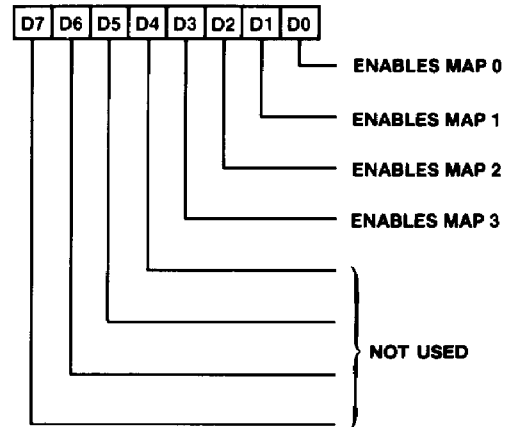 D7 D6 D5 D4 D3 D2 D1 D0
ENABLES MAP 0
ENABLES MAP 1
ENABLES MAP 2
ENABLES MAP 3
NOT USED